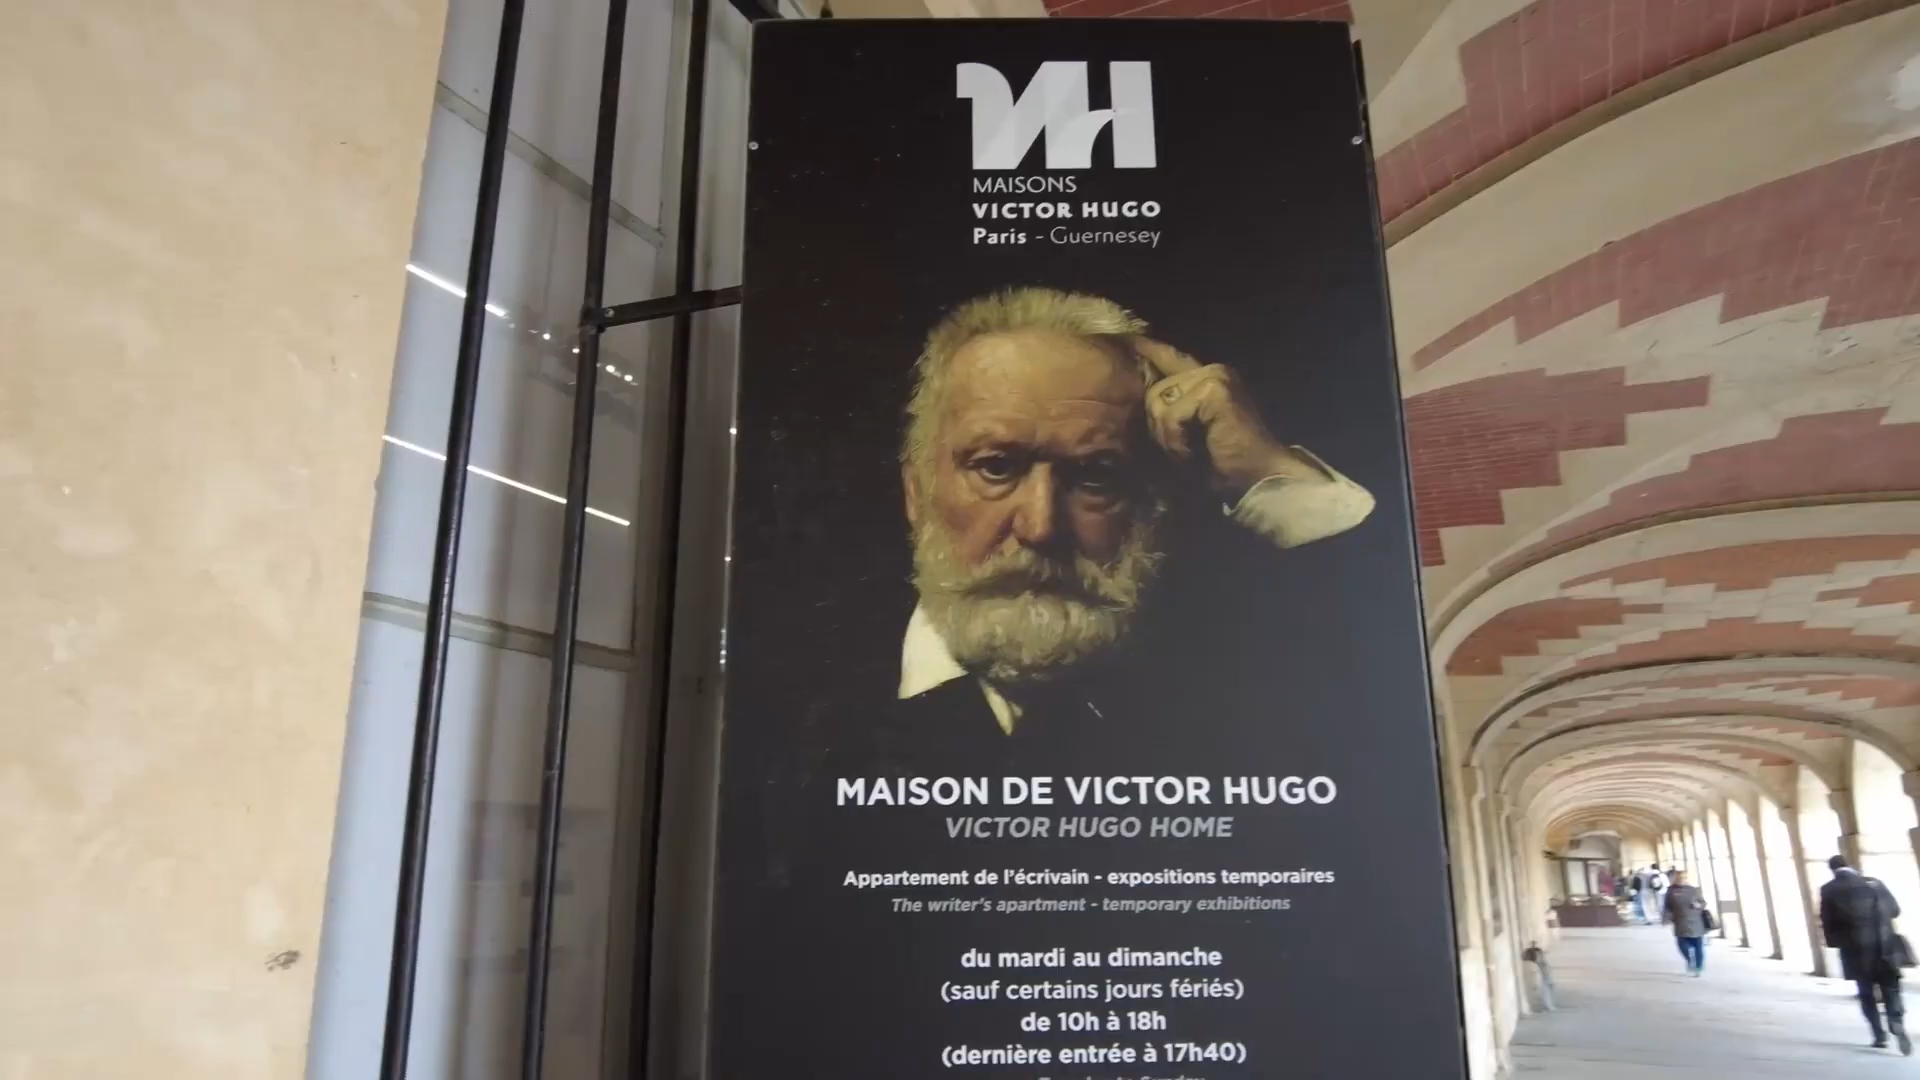 VH
MAISONS
VICTOR HUGO
Paris - Guernesey
MAISON DE VICTOR HUGO
VICTOR HUGO HOME
Appartement de l'écrivain - expositions temporaires
The writer's apartment - temporary exhibitions
du mardi au dimanche
(sauf certains jours fériés)
de 10h à 18h
(dernière entrée à 17h40)